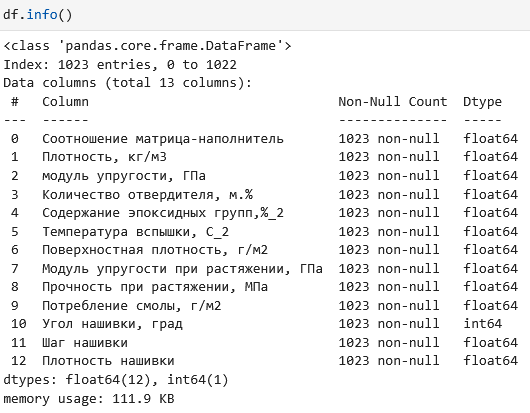 df.info()
<class 'pandas.core.frame.DataFrame'>
Index: 1023 entries, 0 to 1022
Data columns (total 13 columns):
 #   Column                               Non-Null Count  Dtype
---  ------                               --------------  -----
 0   Соотношение матрица-наполнитель      1023 non-null   float64
 1   Плотность, кг/м3                     1023 non-null   float64
 2   модуль упругости, ГПа                1023 non-null   float64
 3   Количество отвердителя, м.%          1023 non-null   float64
 4   Содержание эпоксидных групп,%_2      1023 non-null   float64
 5   Температура вспышки, С_2             1023 non-null   float64
 6   Поверхностная плотность, г/м2        1023 non-null   float64
 7   Модуль упругости при растяжении, ГПа  1023 non-null   float64
 8   Прочность при растяжении, МПа        1023 non-null   float64
 9   Потребление смолы, г/м2              1023 non-null   float64
 10  Угол нашивки, град                   1023 non-null   int64
 11  Шаг нашивки                          1023 non-null   float64
 12  Плотность нашивки                    1023 non-null   float64
dtypes: float64(12), int64(1)
memory usage: 111.9 KB